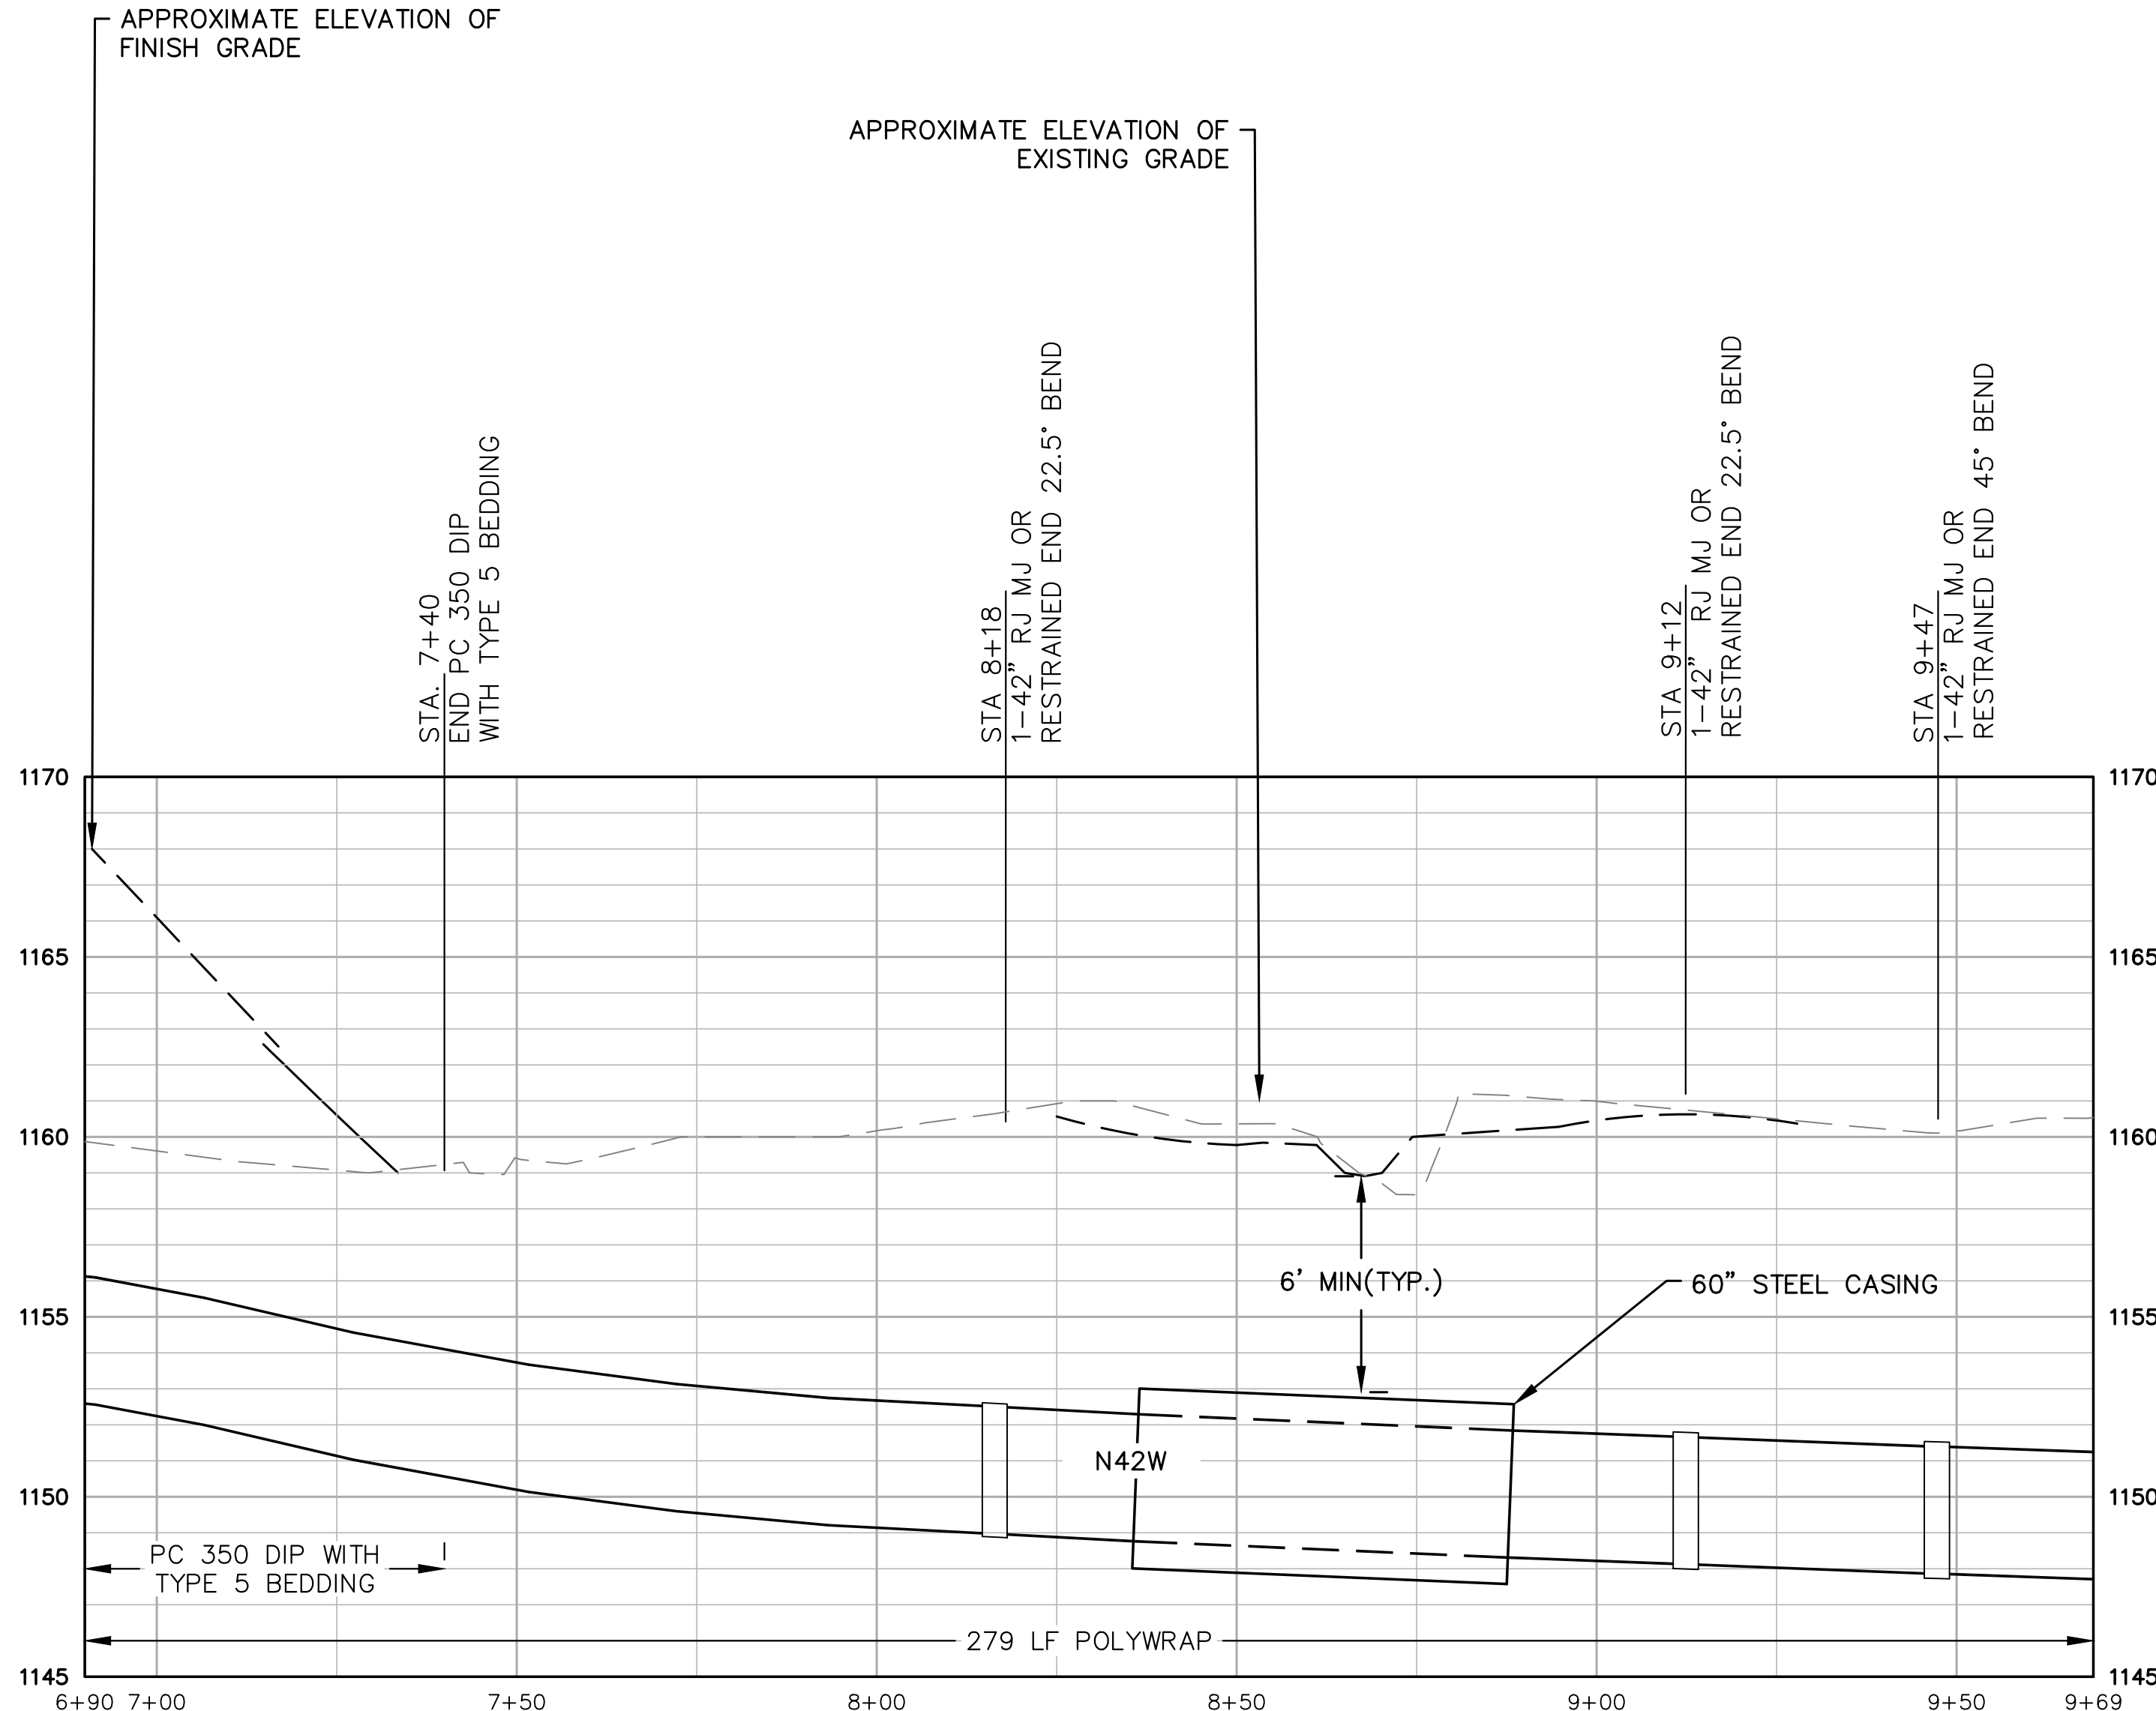 APPROXIMATE ELEVATION OF
FINISH GRADE
APPROXIMATE ELEVATION OF
EXISTING GRADE
STA. 7+40
END PC 350 DIP
WITH TYPE 5 BEDDING
STA 8+18
1-42" RJ MJ OR
RESTRAINED END 22.5° BEND
STA 9+12
1-42" RJ MJ OR
RESTRAINED END 22.5° BEND
STA 9+47
1-42" RJ MJ OR
RESTRAINED END 45° BEND
1170 1170
1165 1165
1160 1160
6' MIN(TYP.)
60" STEEL CASING
1155 1155
N42W
1150 1150
PC 350 DIP WITH
TYPE 5 BEDDING
279 LF POLYWRAP
1145 1145
6+90 7+00 7+50 8+00 8+50 9+00 9+50 9+69